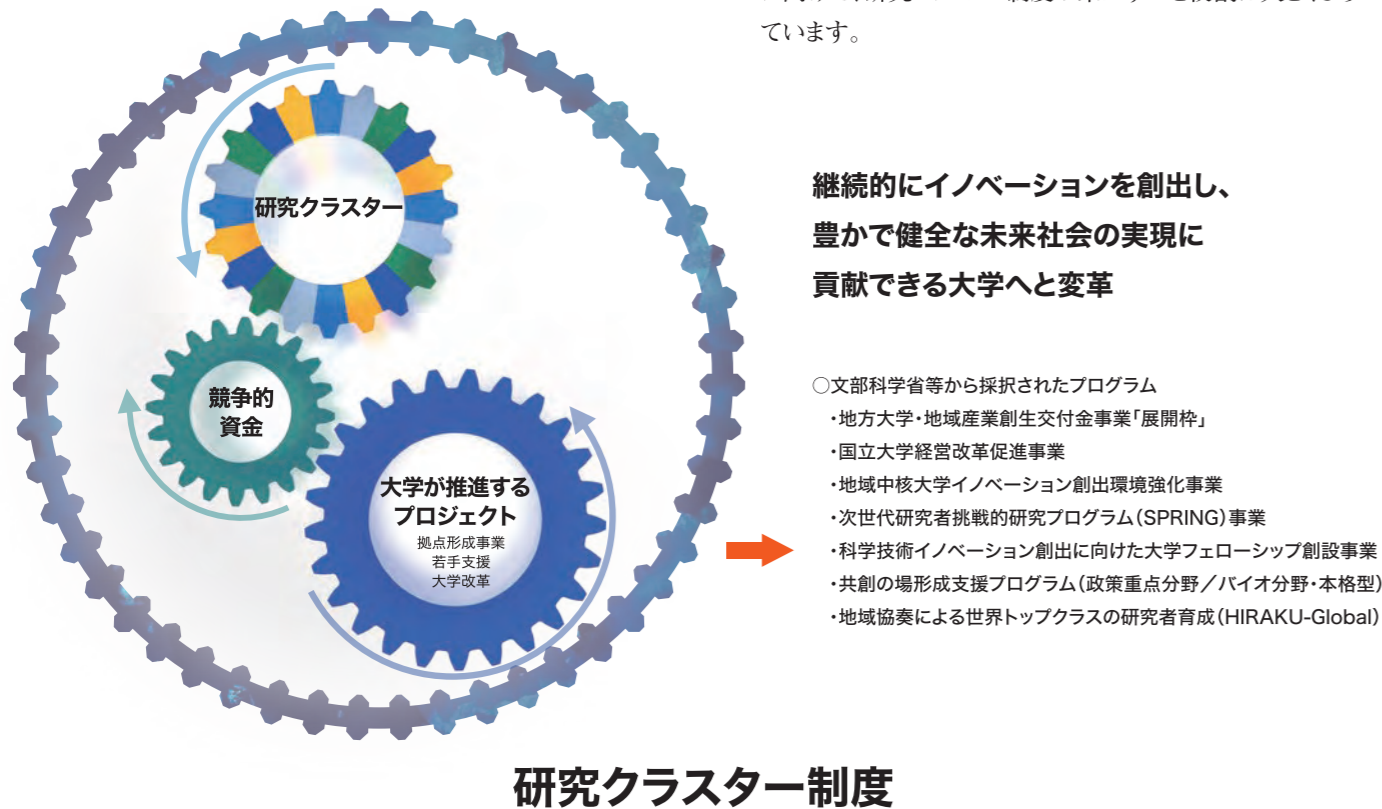 ています。
研究クラスター
競争的
資金
大学が推進する
プロジェクト
拠点形成事業
若手支援
大学改革
継続的にイノベーションを創出し、
豊かで健全な未来社会の実現に
貢献できる大学へと変革
○文部科学省等から採択されたプログラム
・地方大学・地域産業創生交付金事業「展開枠」
・国立大学経営改革促進事業
・地域中核大学イノベーション創出環境強化事業
・次世代研究者挑戦的研究プログラム(SPRING)事業
・科学技術イノベーション創出に向けた大学フェローシップ創設事業
・共創の場形成支援プログラム(政策重点分野／バイオ分野・本格型)
・地域協奏による世界トップクラスの研究者育成(HIRAKU-Global)
研究クラスター制度